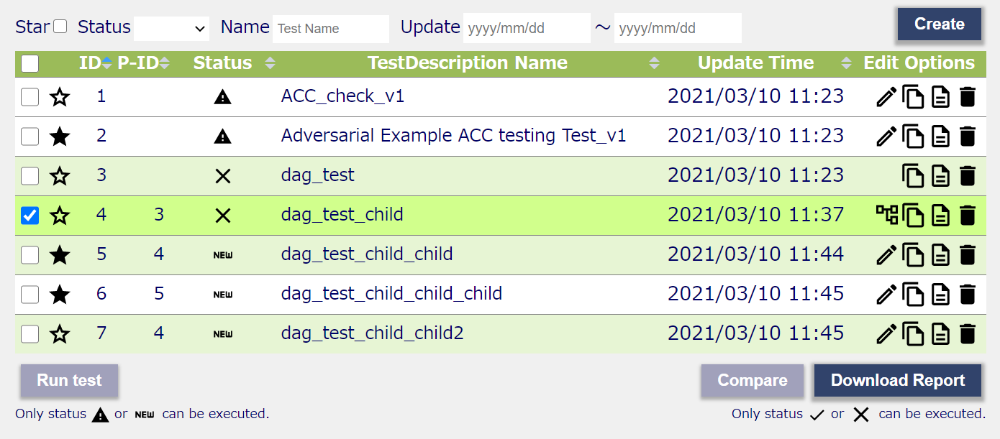 Star Status Name Test Name Update yyyy/mm/dd ~ yyyy/mm/dd Create
ID P-ID Status TestDescription Name Update Time Edit Options
1 ACC_check_v1 2021/03/10 11:23
2 Adversarial Example ACC testing Test_v1 2021/03/10 11:23
3 dag_test 2021/03/10 11:23
4 3 dag_test_child 2021/03/10 11:37
5 4 NEW dag_test_child_child 2021/03/10 11:44
6 5 NEW dag_test_child_child_child 2021/03/10 11:45
7 4 NEW dag_test_child_child2 2021/03/10 11:45
Run test Compare Download Report
Only status or NEW can be executed. Only status or can be executed.